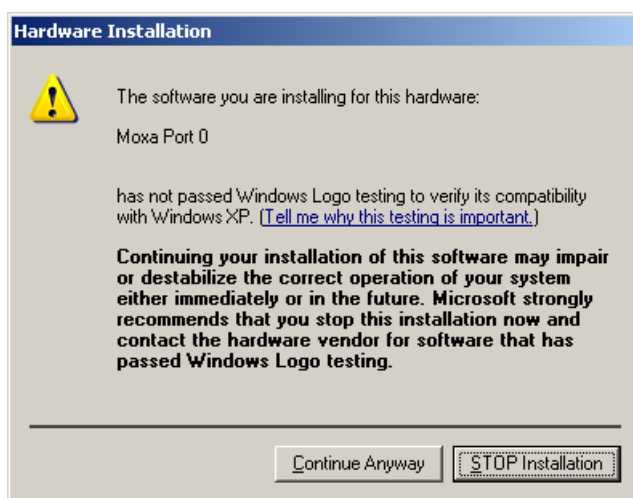 Hardware Installation
The software you are installing for this hardware:
Moxa Port 0
has not passed Windows Logo testing to verify its compatibility
with Windows XP. (Tell me why this testing is important.)
Continuing your installation of this software may impair
or destabilize the correct operation of your system
either immediately or in the future. Microsoft strongly
recommends that you stop this installation now and
contact the hardware vendor for software that has
passed Windows Logo testing.
Continue Anyway
STOP Installation